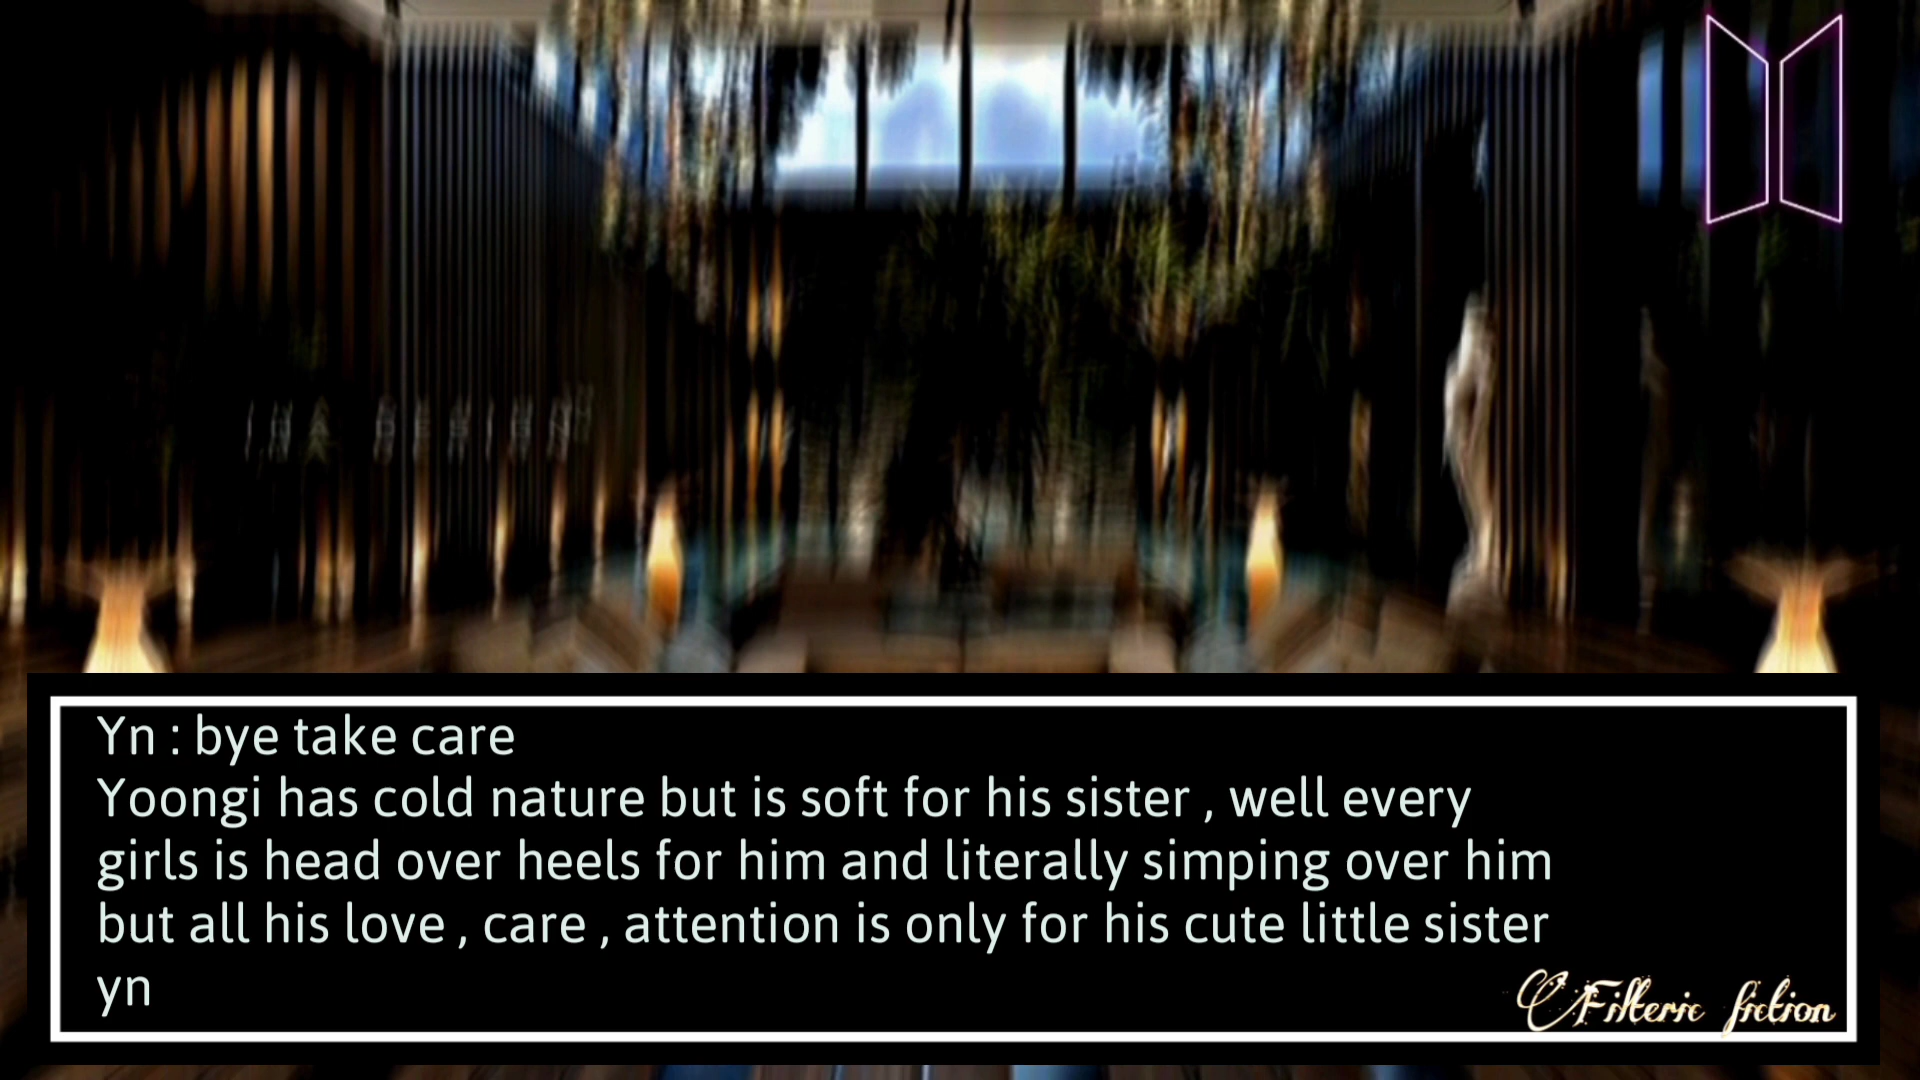 IDA DESIGN
Yn : bye take care
Yoongi has cold nature but is soft for his sister , well every
girls is head over heels for him and literally simping over him
but all his love , care , attention is only for his cute little sister
yn
Filteric fiction